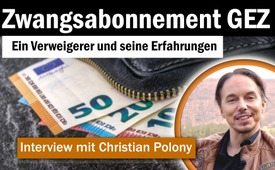 Zwangsabonnement GEZ
Ein Verweigerer und seine Erfahrungen
Interview mit Christian Polony